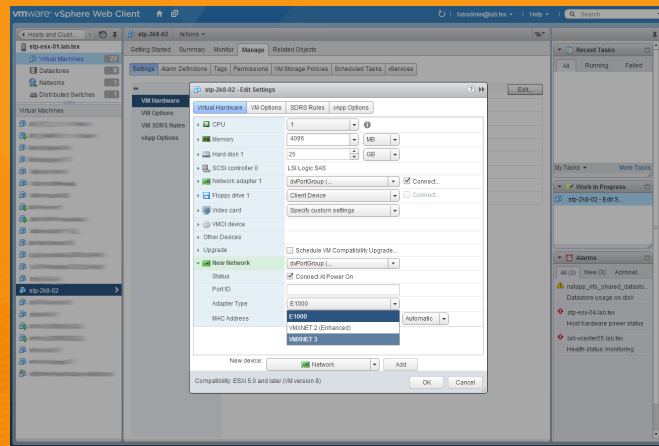 vmware® vSphere Web Client
labadmin@lab.tex
Help
Search
Hosts and Clust...
stp-esx-01.lab.tex
Virtual Machines 22
Datastores
Networks
Distributed Switches
Virtual Machines
stp-2k8-02
stp-2k8-02 Actions
Getting Started Summary Monitor Manage Related Objects
Settings Alarm Definitions Tags Permissions VM Storage Policies Scheduled Tasks vServices
VM Hardware
VM Options
VM SDRS Rules
vApp Options
Edit...
stp-2k8-02 - Edit Settings
Virtual Hardware VM Options SDRS Rules vApp Options
CPU 1
Memory 4096 MB
Hard disk 1 25 GB
SCSI controller 0 LSI Logic SAS
Network adapter 1 dvPortGroup (... Connect...
Floppy drive 1 Client Device Connect...
Video card Specify custom settings
VMCI device
Other Devices
Upgrade Schedule VM Compatibility Upgrade...
New Network dvPortGroup (...
Status Connect At Power On
Port ID
Adapter Type E1000
E1000
MAC Address Automatic
VMXNET 2 (Enhanced)
VMXNET 3
New device: Network Add
Compatibility: ESXi 5.0 and later (VM version 8) OK Cancel
Recent Tasks
All Running Failed
My Tasks More Tasks
Work In Progress
stp-2k8-02 - Edit S...
Alarms
All (3) New (3) Acknowl...
netapp_nfs_shared_datasto...
Datastore usage on disk
stp-esx-04.lab.tex
Host hardware power status
lab-vcenter55.lab.tex
Health status monitoring